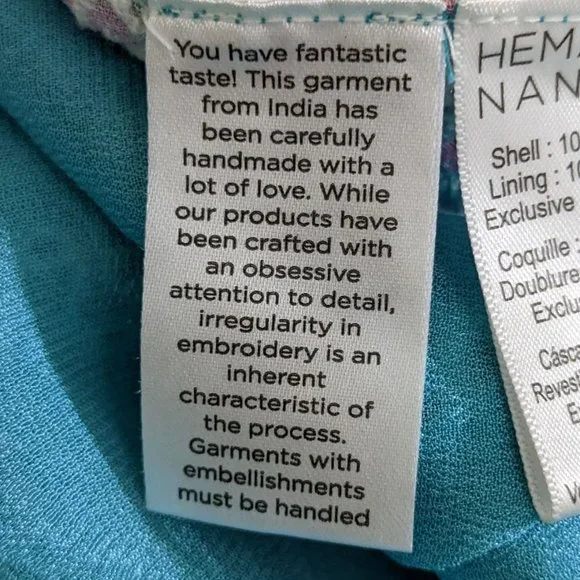 You have fantastic
taste! This garment
from India has
been carefully
handmade with a
lot of love. While
our products have
been crafted with
an obsessive
attention to detail,
irregularity in
embroidery is an
inherent
characteristic of
the process.
Garments with
embellishments
must be handled
HEM
NAN
Shell : 10
Lining : 10
Exclusive
Coquille :
Doublure
Exclu
Cásca
Revesti
E